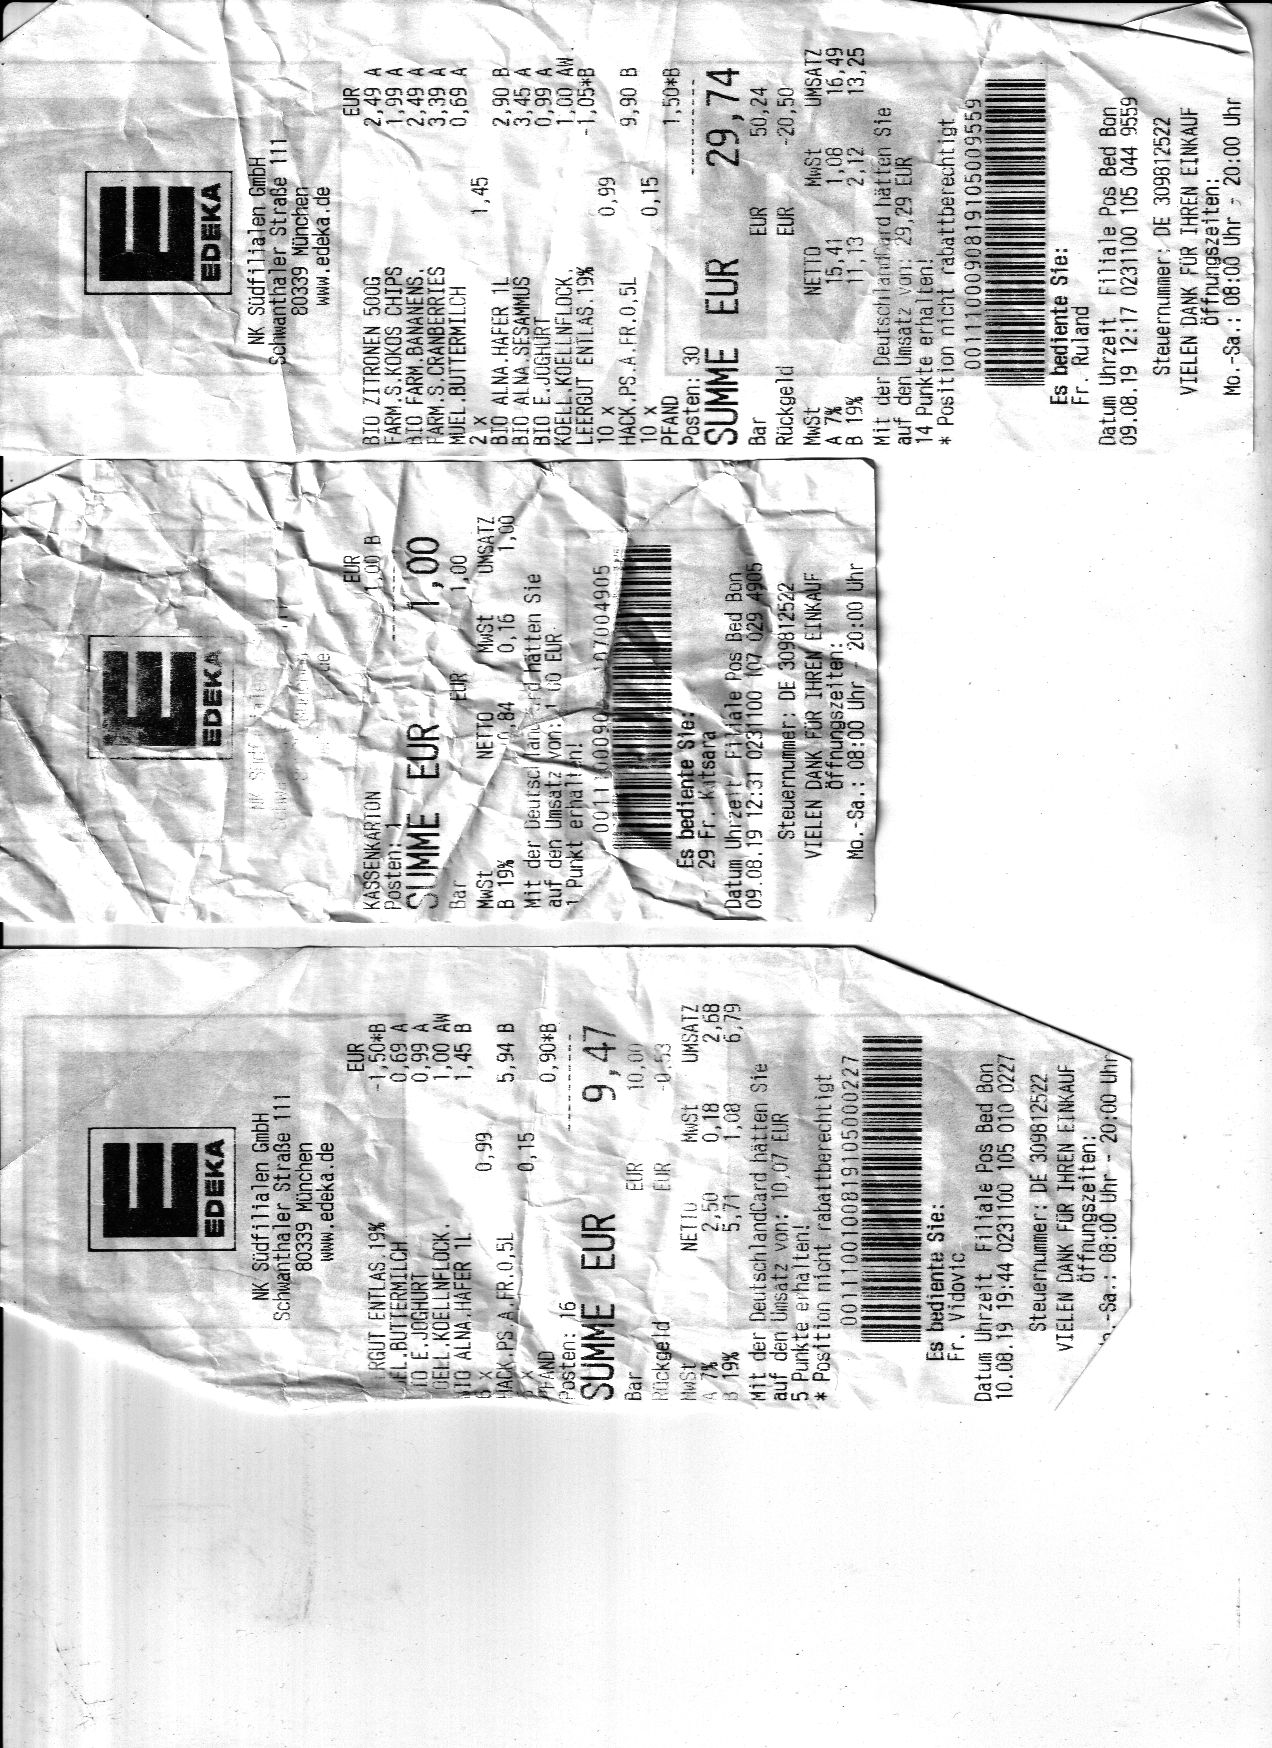 EDEKA
NK Südfilialen GmbH
Schwanthaler Straße 111
80339 München
www.edeka.de
EUR
BIO ZITRONEN 500G 2,49 A
FARM.S.KOKOS CHIPS 1,99 A
BIO FARM.BANANENS. 2,49 A
FARM.S.CRANBERRIES 3,39 A
MUEL.BUTTERMILCH 0,69 A
2 x 1,45
BIO ALNA.HAFER 1L 2,90 B
BIO ALNA.SESAMMUS 3,45 A
BIO E.JOGHURT 0,99 A
KOELL.KOELLNFLOCK. 1,00 AW
LEERGUT ENTLAS.19% -1,05*B
10 x 0,99
HACK.PS.A.FR.0,5L 9,90 B
10 x 0,15
PFAND 1,50*B
Posten: 30 --------
SUMME EUR 29,74
Bar EUR 50,24
Rückgeld EUR -20,50
MwSt NETTO MwSt UMSATZ
A 7% 15,41 1,08 16,49
B 19% 11,13 2,12 13,25
Mit der DeutschlandCard hätten Sie
auf den Umsatz von: 29,29 EUR
14 Punkte erhalten!
* Position nicht rabattberechtigt
0011100090819105009559
Es bediente Sie:
Fr. Ruland
Datum Uhrzeit Filiale Pos Bed Bon
09.08.19 12:17 0231100 105 044 9559
Steuernummer: DE 309812522
VIELEN DANK FÜR IHREN EINKAUF
Öffnungszeiten:
Mo.-Sa.: 08:00 Uhr - 20:00 Uhr
EDEKA
NK
EUR
KASSENKARTON 1,00 B
Posten: 1 --------
SUMME EUR 1,00
Bar EUR 1,00
MwSt NETTO MwSt UMSATZ
B 19% 0,84 0,16 1,00
Mit der DeutschlandCard hätten Sie
auf den Umsatz von: 1,00 EUR
1 Punkt erhalten!
Es bediente Sie:
29 Fr. Kitsara
Datum Uhrzeit Filiale Pos Bed Bon
09.08.19 12:31 0231100 107 029 4905
Steuernummer: DE 309812522
VIELEN DANK FÜR IHREN EINKAUF
Öffnungszeiten:
Mo.-Sa.: 08:00 Uhr - 20:00 Uhr
EDEKA
NK Südfilialen GmbH
Schwanthaler Straße 111
80339 München
www.edeka.de
EUR
ERGUT ENTLAS.19% -1,50*B
EL.BUTTERMILCH 0,69 A
IO E.JOGHURT 0,99 A
OELL.KOELLNFLOCK. 1,00 AW
IO ALNA.HAFER 1L 1,45 B
6 x 0,99
HACK.PS.A.FR.0,5L 5,94 B
x 0,15
PFAND 0,90*B
Posten: 16 --------
SUMME EUR 9,47
Bar EUR 10,00
Rückgeld EUR -0,53
MwSt NETTO MwSt UMSATZ
A 7% 2,50 0,18 2,68
B 19% 5,71 1,08 6,79
Mit der DeutschlandCard hätten Sie
auf den Umsatz von: 10,07 EUR
5 Punkte erhalten!
* Position nicht rabattberechtigt
0011100100819105000227
Es bediente Sie:
Fr. Vidovic
Datum Uhrzeit Filiale Pos Bed Bon
10.08.19 19:44 0231100 105 010 0227
Steuernummer: DE 309812522
VIELEN DANK FÜR IHREN EINKAUF
Öffnungszeiten:
.-Sa.: 08:00 Uhr - 20:00 Uhr